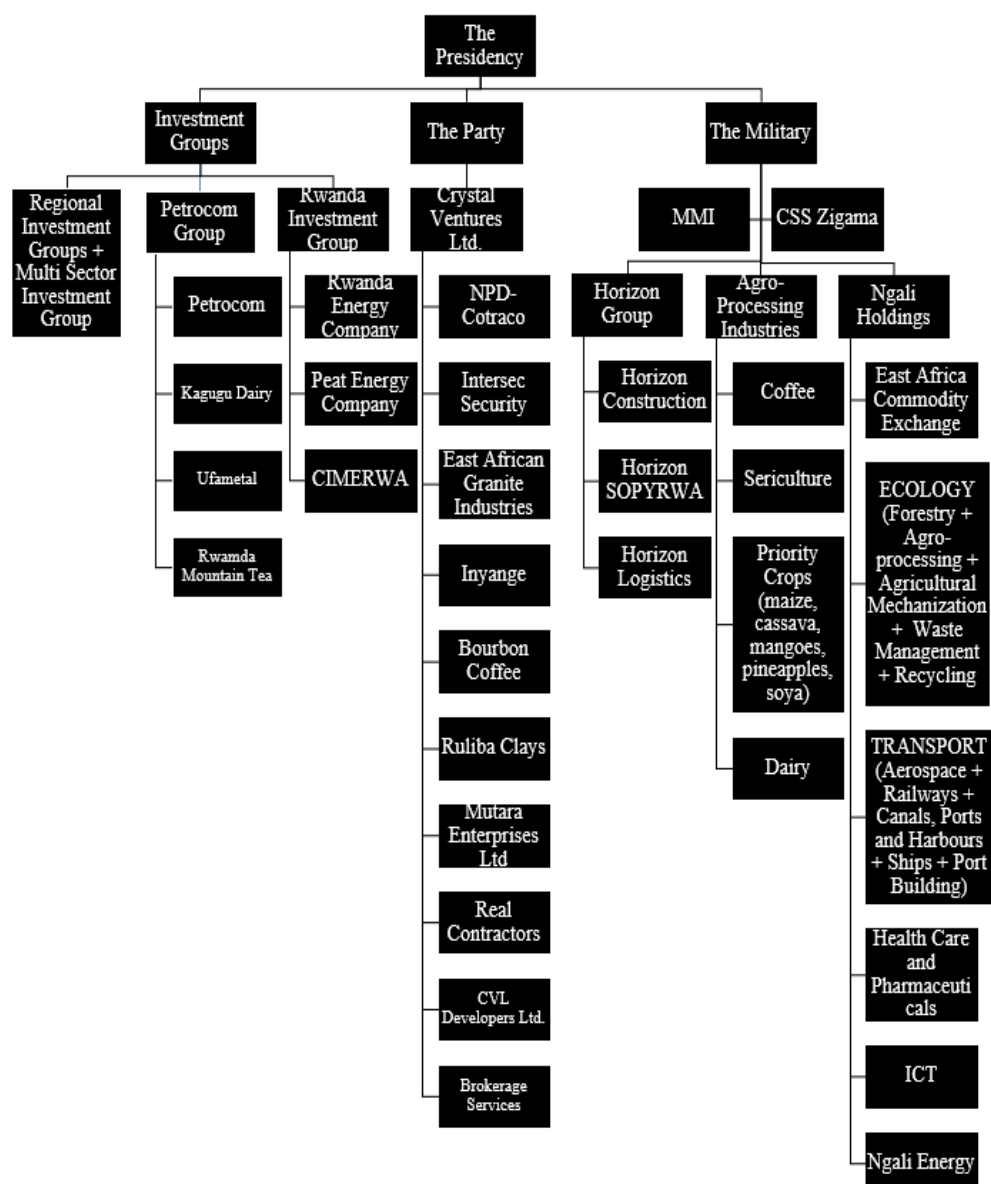 The
Presidency
Investment
Groups
The Party
The Military
Regional
Investment
Groups +
Multi Sector
Investment
Group
Petrocom
Group
Rwanda
Investment
Group
Crystal
Ventures
Ltd.
MMI
CSS Zigama
Petrocom
Kagugu Dairy
Ufametal
Rwamda
Mountain Tea
Rwanda
Energy
Company
Peat Energy
Company
CIMERWA
NPD-
Cotraco
Intersec
Security
East African
Granite
Industries
Inyange
Bourbon
Coffee
Ruliba Clays
Mutara
Enterprises
Ltd
Real
Contractors
CVL
Developers Ltd.
Brokerage
Services
Horizon
Group
Horizon
Construction
Horizon
SOPYRWA
Horizon
Logistics
Agro-
Processing
Industries
Coffee
Sericulture
Priority
Crops
(maize,
cassava,
mangoes,
pineapples,
soya)
Dairy
Ngali
Holdings
East Africa
Commodity
Exchange
ECOLOGY
(Forestry +
Agro-
processing +
Agricultural
Mechanization
+ Waste
Management
+ Recycling
TRANSPORT
(Aerospace +
Railways +
Canals, Ports
and Harbours
+ Ships + Port
Building)
Health Care
and
Pharmaceuti
cals
ICT
Ngali Energy